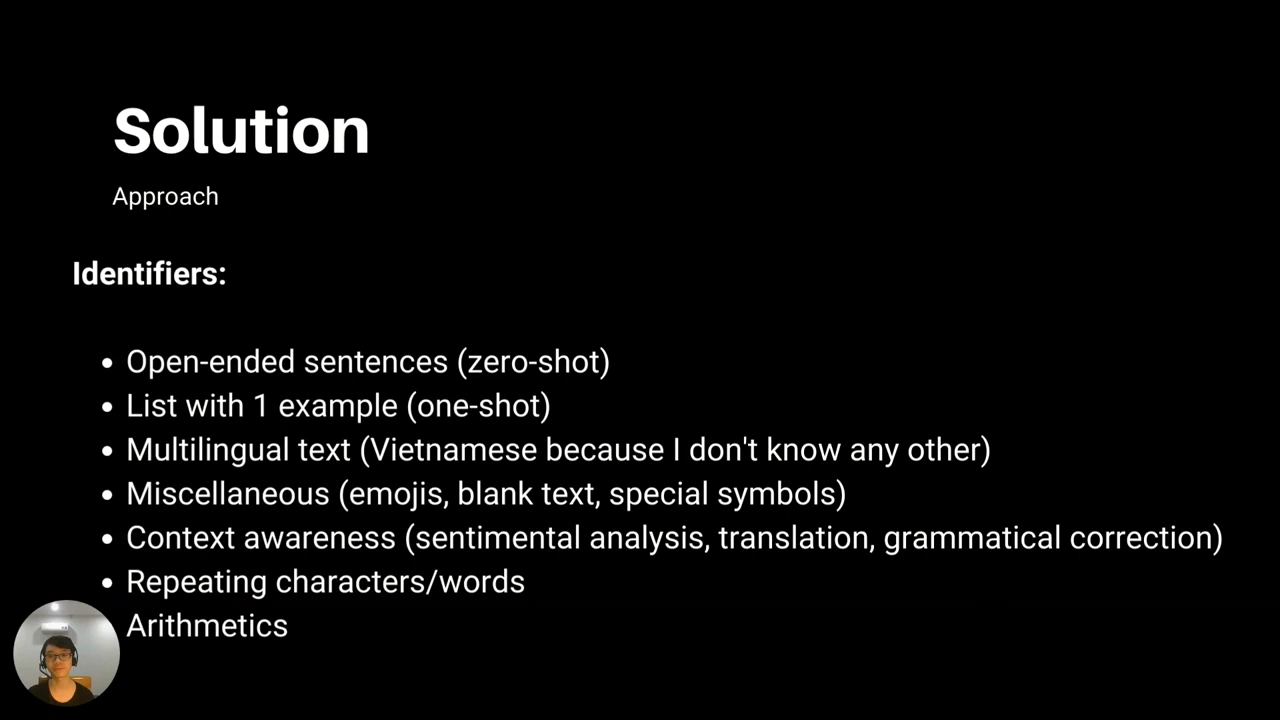 Solution
Approach
Identifiers:
• Open-ended sentences (zero-shot)
• List with 1 example (one-shot)
• Multilingual text (Vietnamese because I don't know any other)
• Miscellaneous (emojis, blank text, special symbols)
• Context awareness (sentimental analysis, translation, grammatical correction)
• Repeating characters/words
Arithmetics